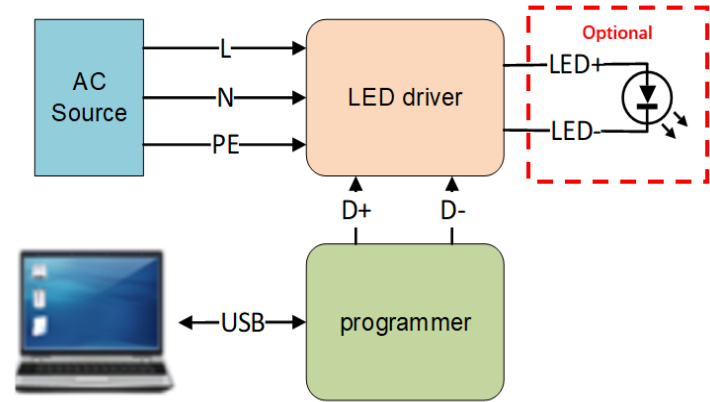 Optional
AC
Source
L
N
PE
LED driver
LED+
LED-
D+
D-
USB
programmer